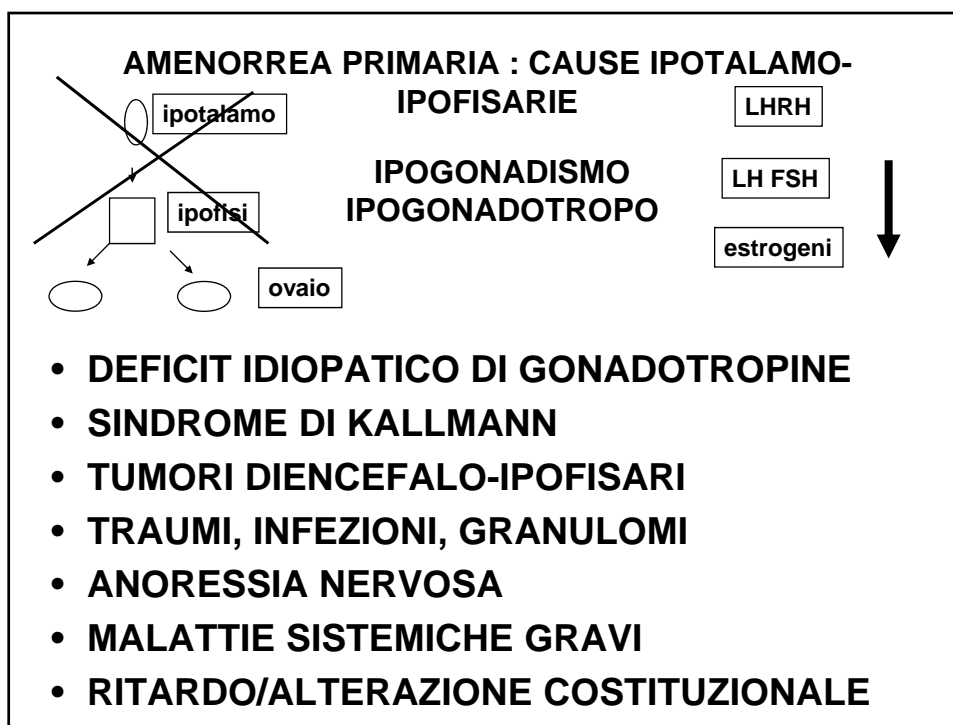 AMENORREA PRIMARIA : CAUSE IPOTALAMO-
IPOFISARIE
ipotalamo
LHRH
IPOGONADISMO
IPOGONADOTROPO
LH FSH
ipofisi
estrogeni
ovaio
• DEFICIT IDIOPATICO DI GONADOTROPINE
• SINDROME DI KALLMANN
• TUMORI DIENCEFALO-IPOFISARI
• TRAUMI, INFEZIONI, GRANULOMI
• ANORESSIA NERVOSA
• MALATTIE SISTEMICHE GRAVI
• RITARDO/ALTERAZIONE COSTITUZIONALE